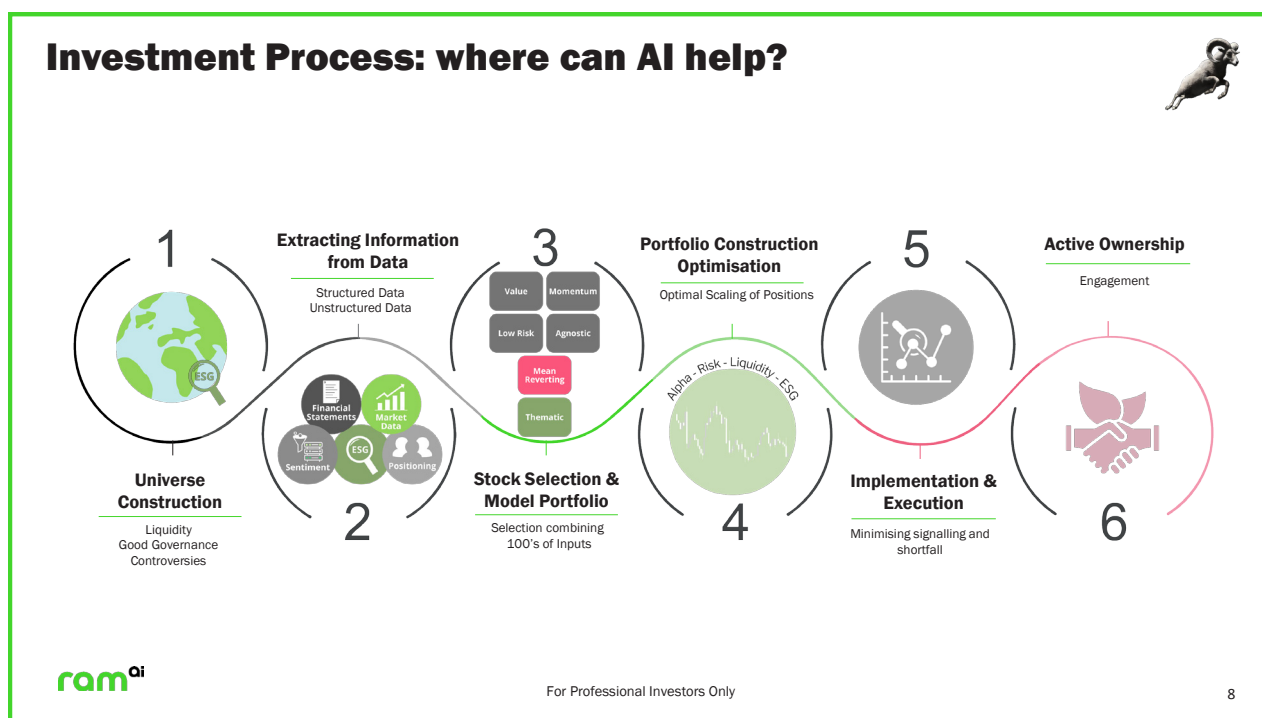 Investment Process: where can AI help?
1
ESG
Universe
Construction
Liquidity
Good Governance
Controversies
Extracting Information
from Data
Structured Data
Unstructured Data
Financial
Statements
Market
Data
Sentiment
ESG
Positioning
2
3
Value
Momentum
Low Risk
Agnostic
Mean
Reverting
Thematic
Stock Selection &
Model Portfolio
Selection combining
100's of Inputs
Portfolio Construction
Optimisation
Optimal Scaling of Positions
Alpha - Risk - Liquidity - ESG
4
5
Implementation &
Execution
Minimising signalling and
shortfall
Active Ownership
Engagement
6
ram ai
For Professional Investors Only
8